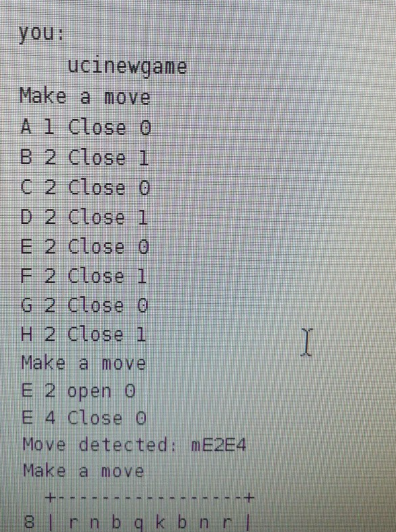 you:
ucinewgame
Make a move
A 1 Close 0
B 2 Close 1
C 2 Close 0
D 2 Close 1
E 2 Close 0
F 2 Close 1
G 2 Close 0
H 2 Close 1
Make a move
E 2 open 0
E 4 Close 0
Move detected: mE2E4
Make a move
+-----------------+
8 | r n b q k b n r |